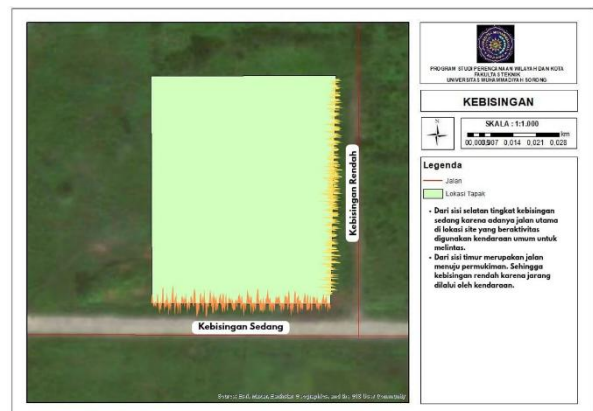 Kebisingan Rendah
Kebisingan Sedang
PROGRAM STUDI PERENCANAAN WILAYAH DAN KOTA
FAKULTAS TEKNIK
UNIVERSITAS MUHAMMADIYAH SORONG
KEBISINGAN
N
SKALA : 1:1.000
km
0,014 0,021 0,028
Legenda
Jalan
Lokasi Tapak
• Dari sisi selatan tingkat kebisingan
sedang karena adanya jalan utama
di lokasi site yang beraktivitas
digunakan kendaraan umum untuk
melintas.
• Dari sisi timur merupakan jalan
menuju permukiman. Sehingga
kebisingan rendah karena jarang
dilalui oleh kendaraan.